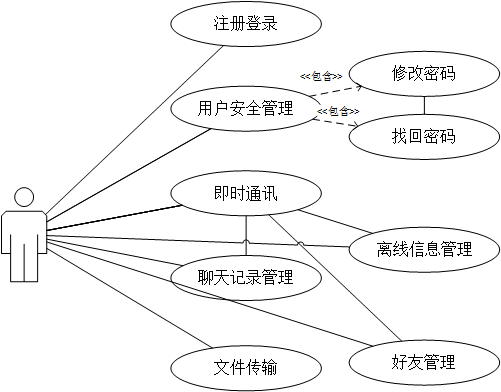 注册登录
<<包含>>
修改密码
用户安全管理
<<包含>>
找回密码
即时通讯
离线信息管理
聊天记录管理
文件传输
好友管理